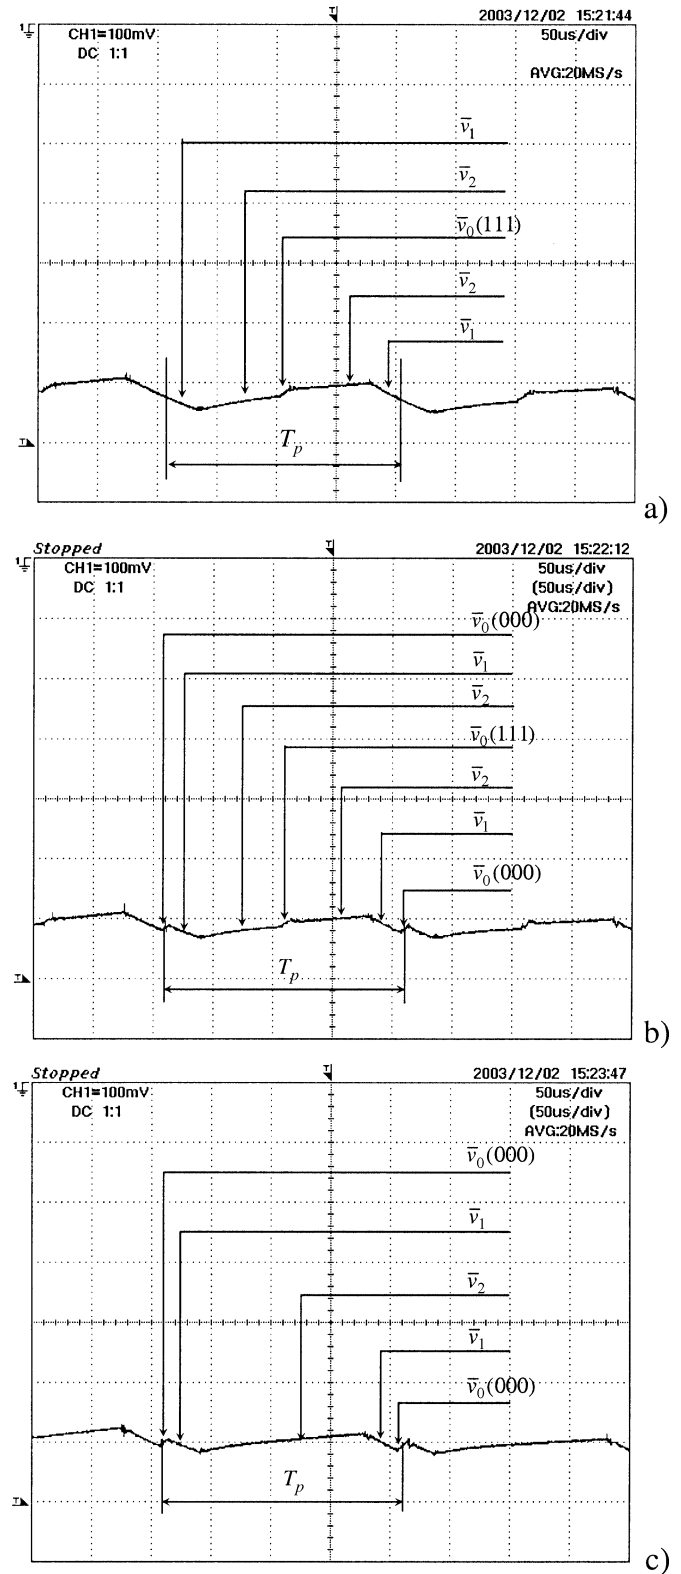 2003/12/02 15:21:44
CH1=100mV 50us/div
DC 1:1
AVG:20MS/s
v̅₁
v̅₂
v̅₀(111)
v̅₂
v̅₁
Tₚ
a)
Stopped 2003/12/02 15:22:12
CH1=100mV 50us/div
DC 1:1 (50us/div)
AVG:20MS/s
v̅₀(000)
v̅₁
v̅₂
v̅₀(111)
v̅₂
v̅₁
v̅₀(000)
Tₚ
b)
Stopped 2003/12/02 15:23:47
CH1=100mV 50us/div
DC 1:1 (50us/div)
AVG:20MS/s
v̅₀(000)
v̅₁
v̅₂
v̅₁
v̅₀(000)
Tₚ
c)